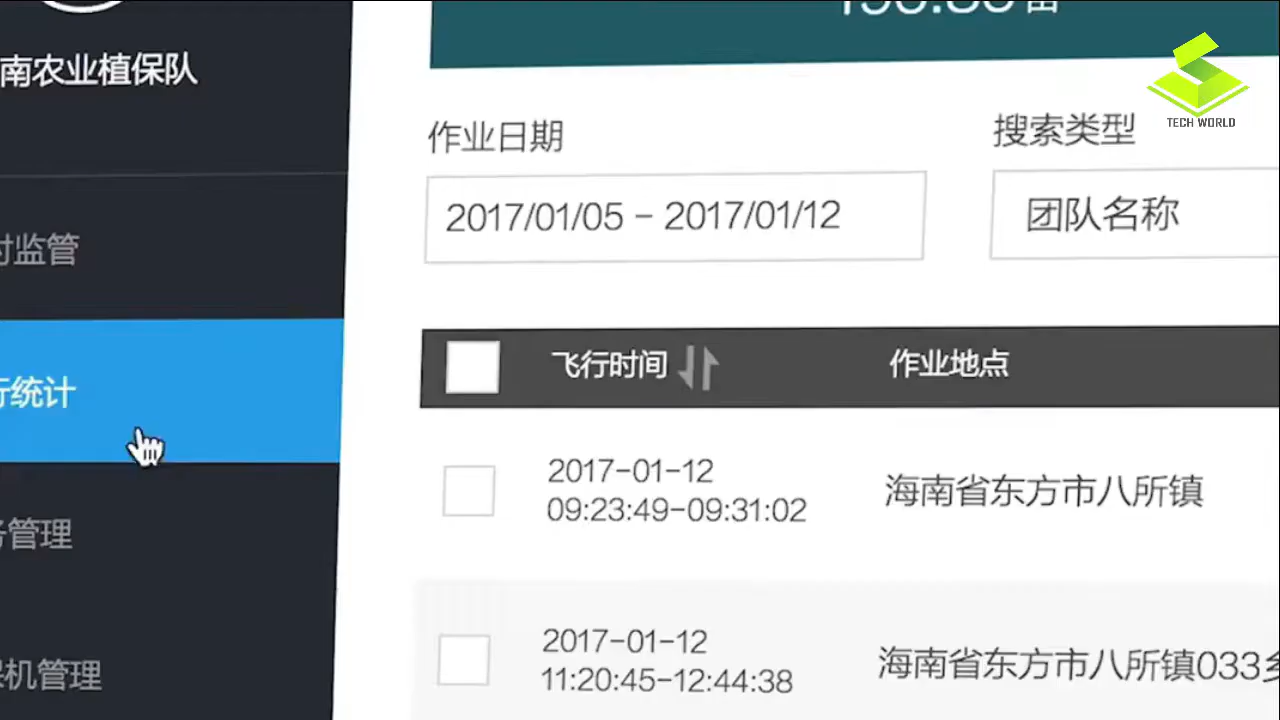 南农业植保队
监管
统计
管理
机管理
亩
TECH WORLD
作业日期
搜索类型
2017/01/05 - 2017/01/12
团队名称
飞行时间
作业地点
2017-01-12
09:23:49-09:31:02
海南省东方市八所镇
2017-01-12
11:20:45-12:44:38
海南省东方市八所镇033乡